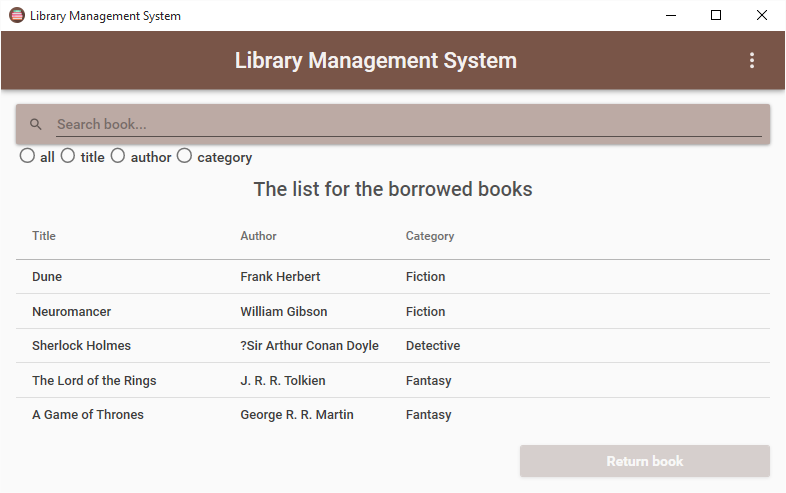 Library Management System
Library Management System
Search book...
all title author category
The list for the borrowed books
Title Author Category
Dune Frank Herbert Fiction
Neuromancer William Gibson Fiction
Sherlock Holmes ?Sir Arthur Conan Doyle Detective
The Lord of the Rings J. R. R. Tolkien Fantasy
A Game of Thrones George R. R. Martin Fantasy
Return book